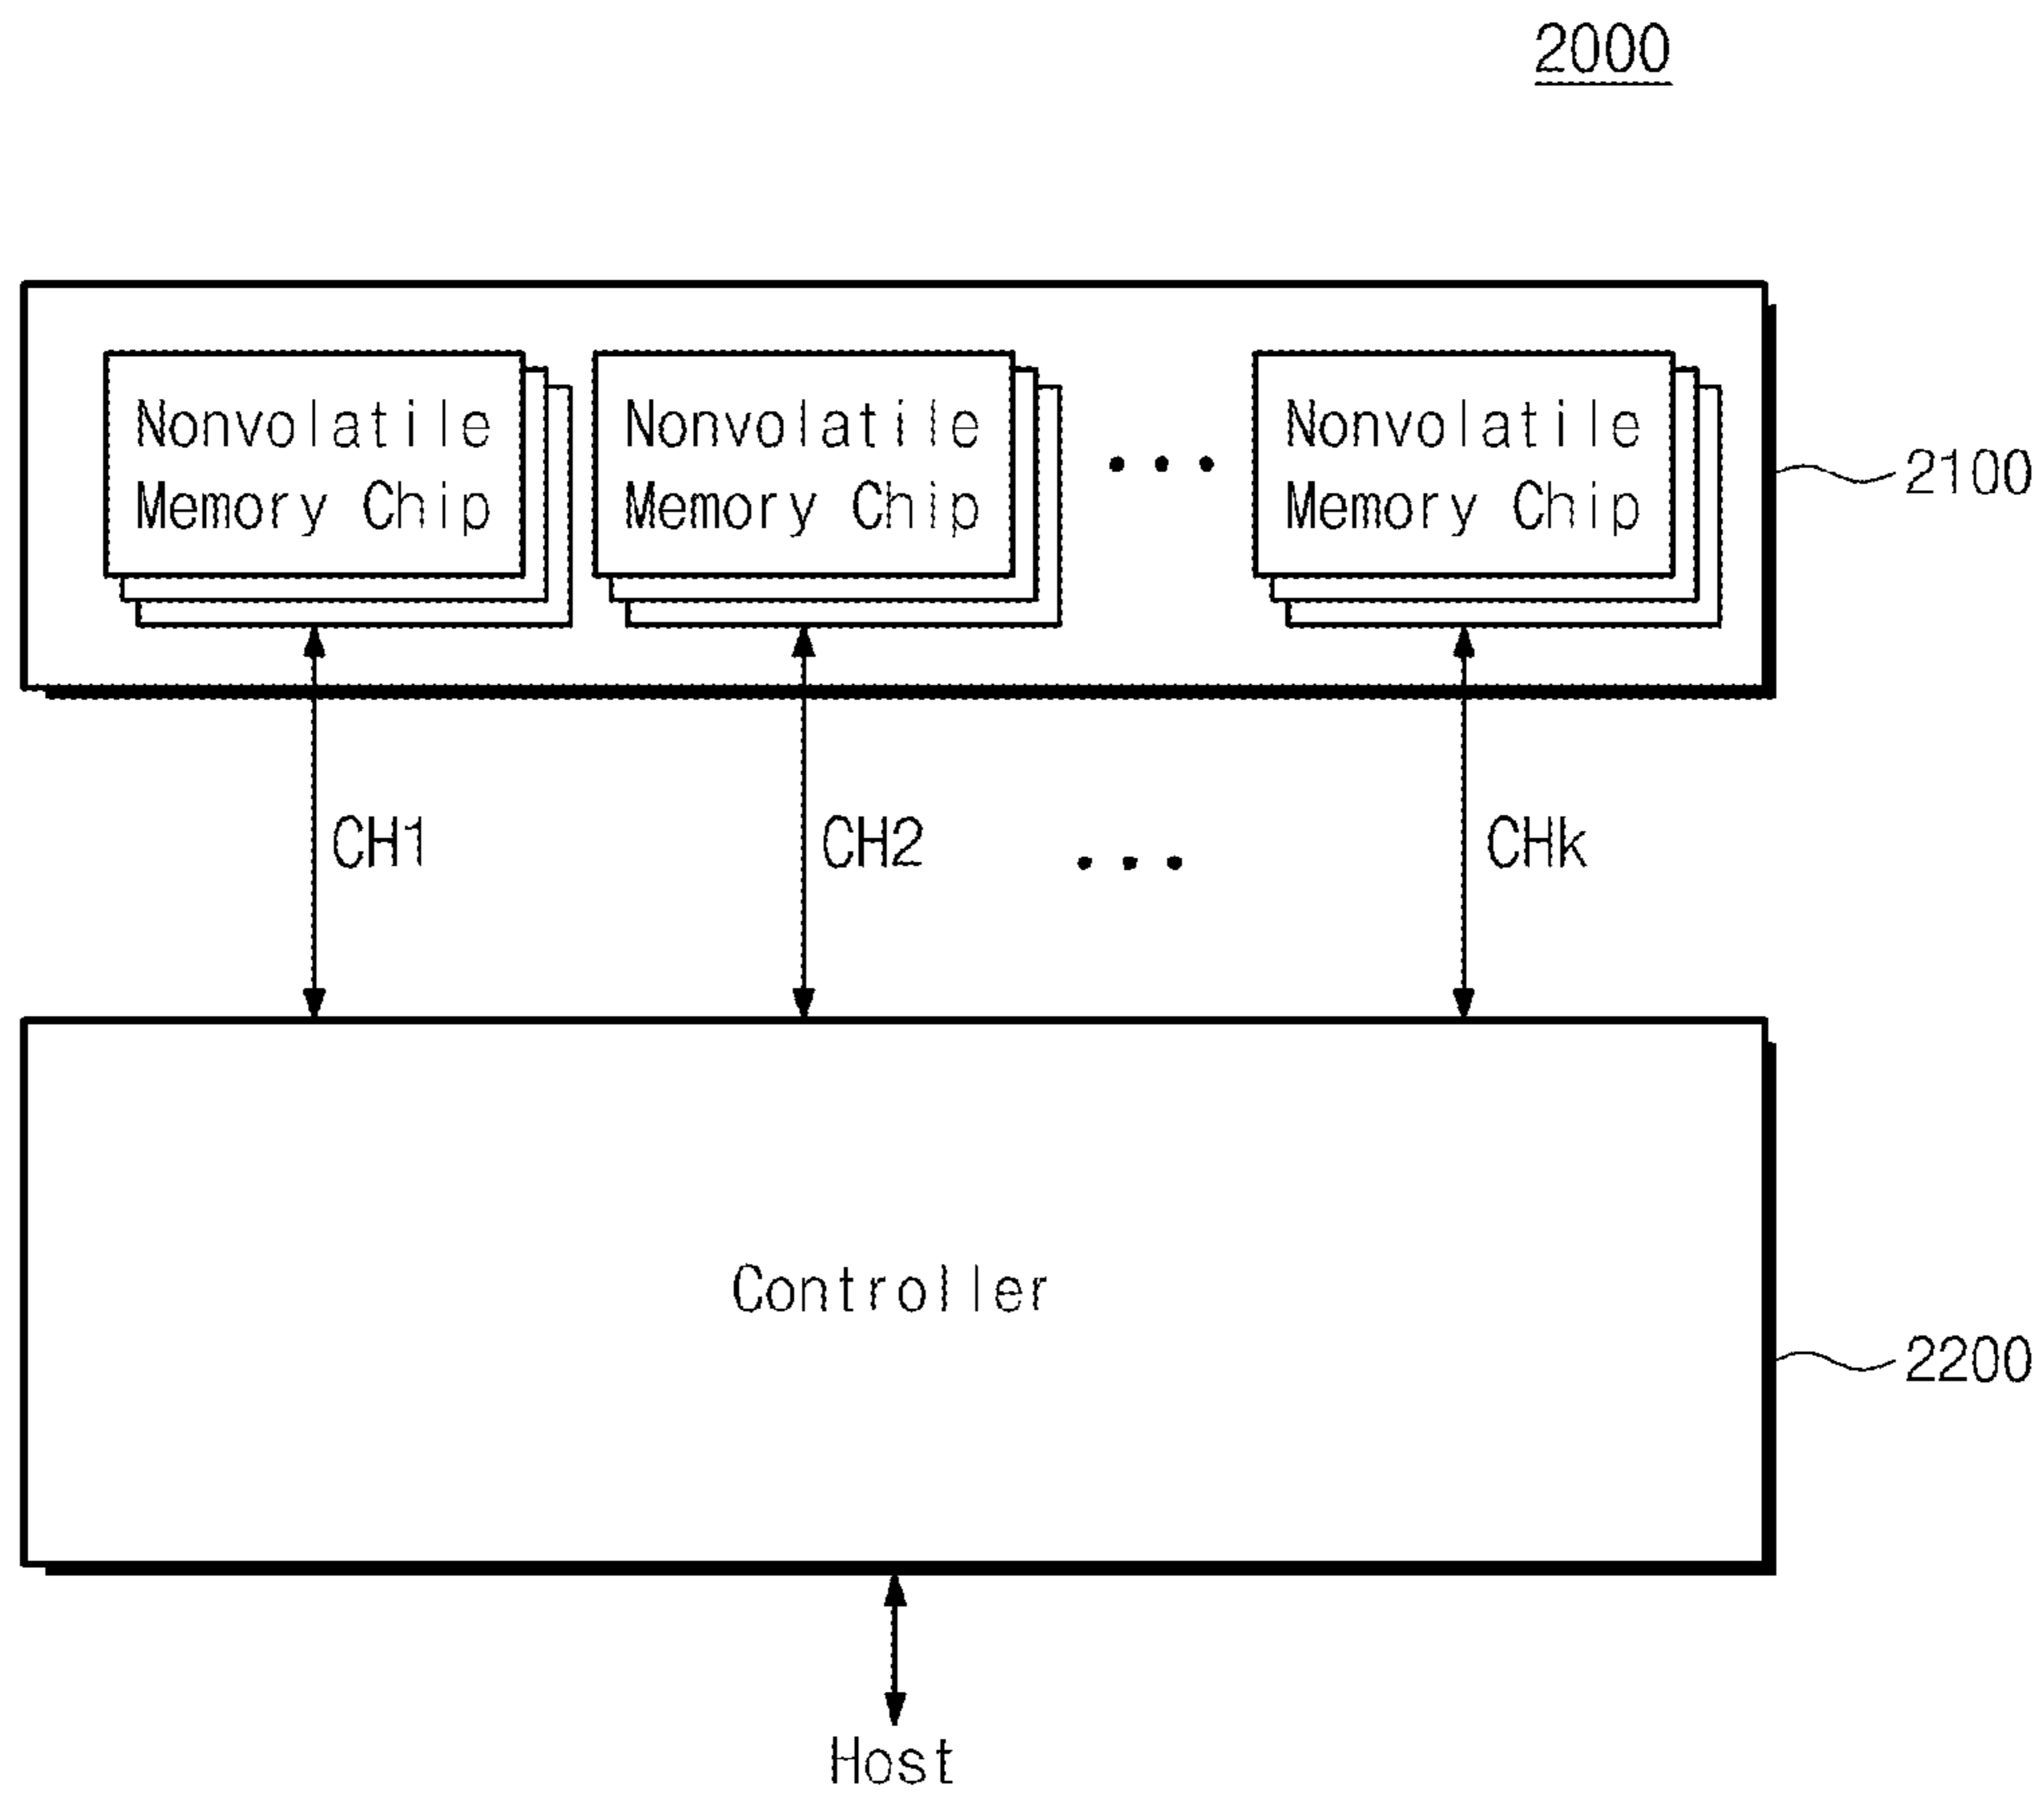 2000
Nonvolatile
Memory Chip
Nonvolatile
Memory Chip
• • •
Nonvolatile
Memory Chip
2100
CH1
CH2
• • •
CHk
Controller
2200
Host